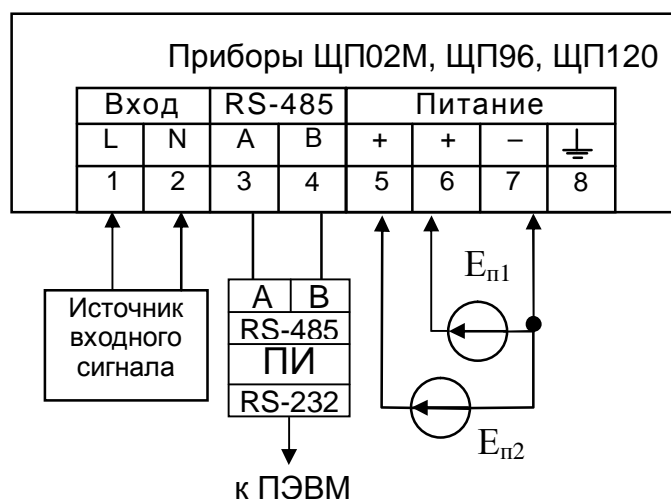 Приборы ЩП02М, ЩП96, ЩП120
Вход RS-485 Питание
L N A B + + –
1 2 3 4 5 6 7 8
Eп1
Источник
входного
сигнала
A B
RS-485
ПИ
RS-232
Eп2
к ПЭВМ